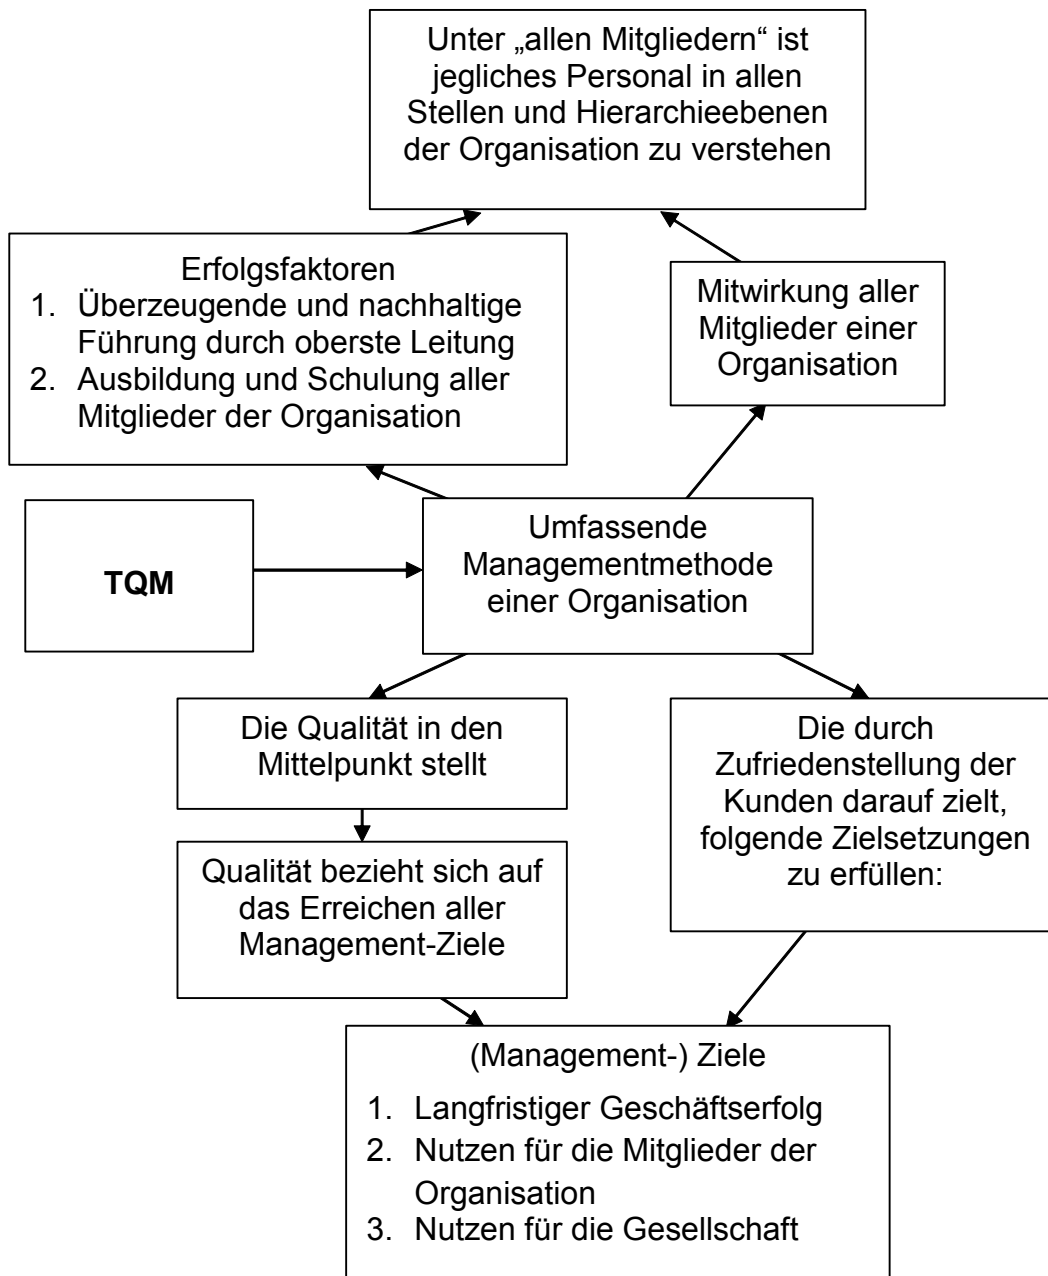 Unter „allen Mitgliedern“ ist
jegliches Personal in allen
Stellen und Hierarchieebenen
der Organisation zu verstehen
Erfolgsfaktoren
1. Überzeugende und nachhaltige
Führung durch oberste Leitung
2. Ausbildung und Schulung aller
Mitglieder der Organisation
Mitwirkung aller
Mitglieder einer
Organisation
TQM
Umfassende
Managementmethode
einer Organisation
Die Qualität in den
Mittelpunkt stellt
Die durch
Zufriedenstellung der
Kunden darauf zielt,
folgende Zielsetzungen
zu erfüllen:
Qualität bezieht sich auf
das Erreichen aller
Management-Ziele
(Management-) Ziele
1. Langfristiger Geschäftserfolg
2. Nutzen für die Mitglieder der
Organisation
3. Nutzen für die Gesellschaft